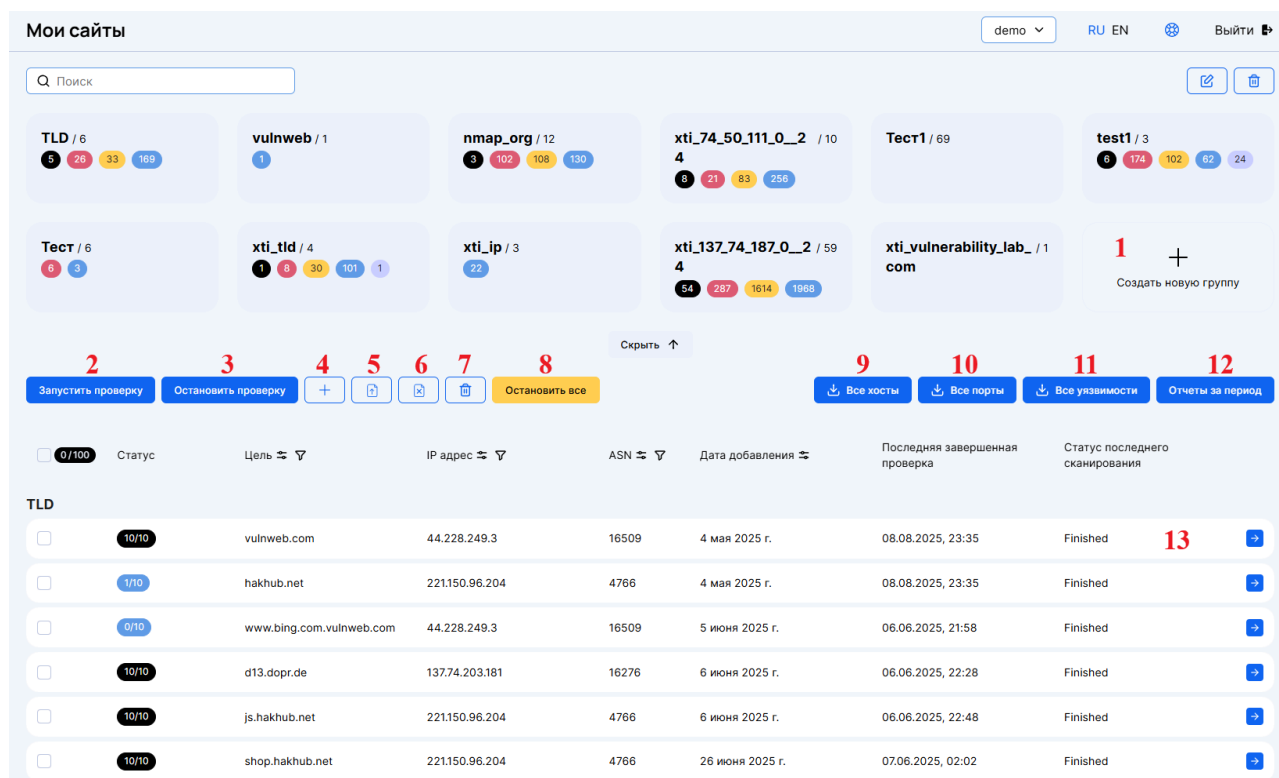 Мои сайты demo RU EN Выйти
Поиск
TLD / 6 vulnweb / 1 nmap_org / 12 xti_74_50_111_0__2 / 10 Тест1 / 69 test1 / 3
4
5 26 33 169 1 3 102 108 130 8 21 83 256 6 174 102 62 24
Тест / 6 xti_tld / 4 xti_ip / 3 xti_137_74_187_0__2 / 59 xti_vulnerability_lab_ / 1 1
4 com
6 3 1 8 30 101 1 22 54 287 1614 1968 Создать новую группу
Скрыть
2 3 4 5 6 7 8 9 10 11 12
Запустить проверку Остановить проверку Остановить все Все хосты Все порты Все уязвимости Отчеты за период
0/100 Статус Цель IP адрес ASN Дата добавления Последняя завершенная проверка Статус последнего сканирования
TLD
10/10 vulnweb.com 44.228.249.3 16509 4 мая 2025 г. 08.08.2025, 23:35 Finished 13
1/10 hakhub.net 221.150.96.204 4766 4 мая 2025 г. 08.08.2025, 23:35 Finished
0/10 www.bing.com.vulnweb.com 44.228.249.3 16509 5 июня 2025 г. 06.06.2025, 21:58 Finished
10/10 d13.dopr.de 137.74.203.181 16276 6 июня 2025 г. 06.06.2025, 22:28 Finished
10/10 js.hakhub.net 221.150.96.204 4766 6 июня 2025 г. 06.06.2025, 22:48 Finished
10/10 shop.hakhub.net 221.150.96.204 4766 26 июня 2025 г. 07.06.2025, 02:02 Finished